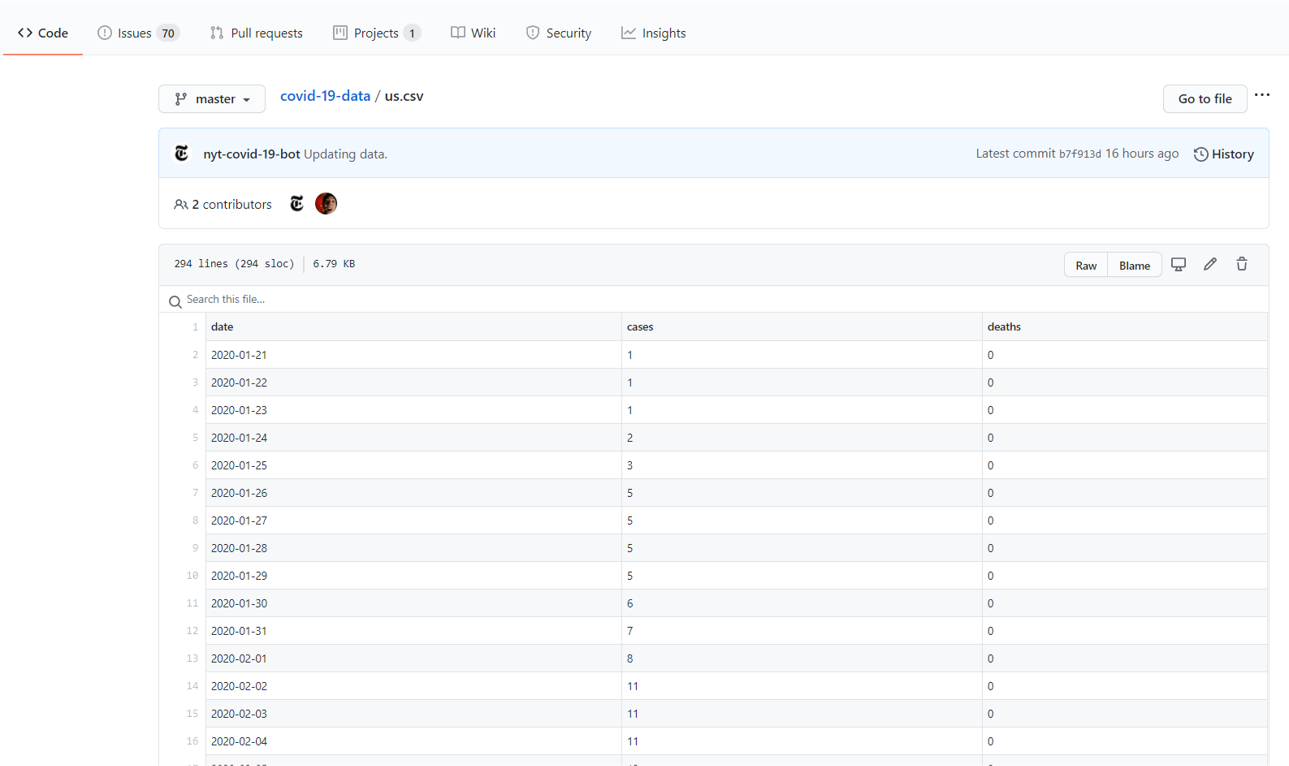 Code Issues 70 Pull requests Projects 1 Wiki Security Insights
master covid-19-data / us.csv Go to file ...
nyt-covid-19-bot Updating data. Latest commit b7f913d 16 hours ago History
2 contributors
294 lines (294 sloc) 6.79 KB Raw Blame
Search this file...
1 date cases deaths
2 2020-01-21 1 0
3 2020-01-22 1 0
4 2020-01-23 1 0
5 2020-01-24 2 0
6 2020-01-25 3 0
7 2020-01-26 5 0
8 2020-01-27 5 0
9 2020-01-28 5 0
10 2020-01-29 5 0
11 2020-01-30 6 0
12 2020-01-31 7 0
13 2020-02-01 8 0
14 2020-02-02 11 0
15 2020-02-03 11 0
16 2020-02-04 11 0